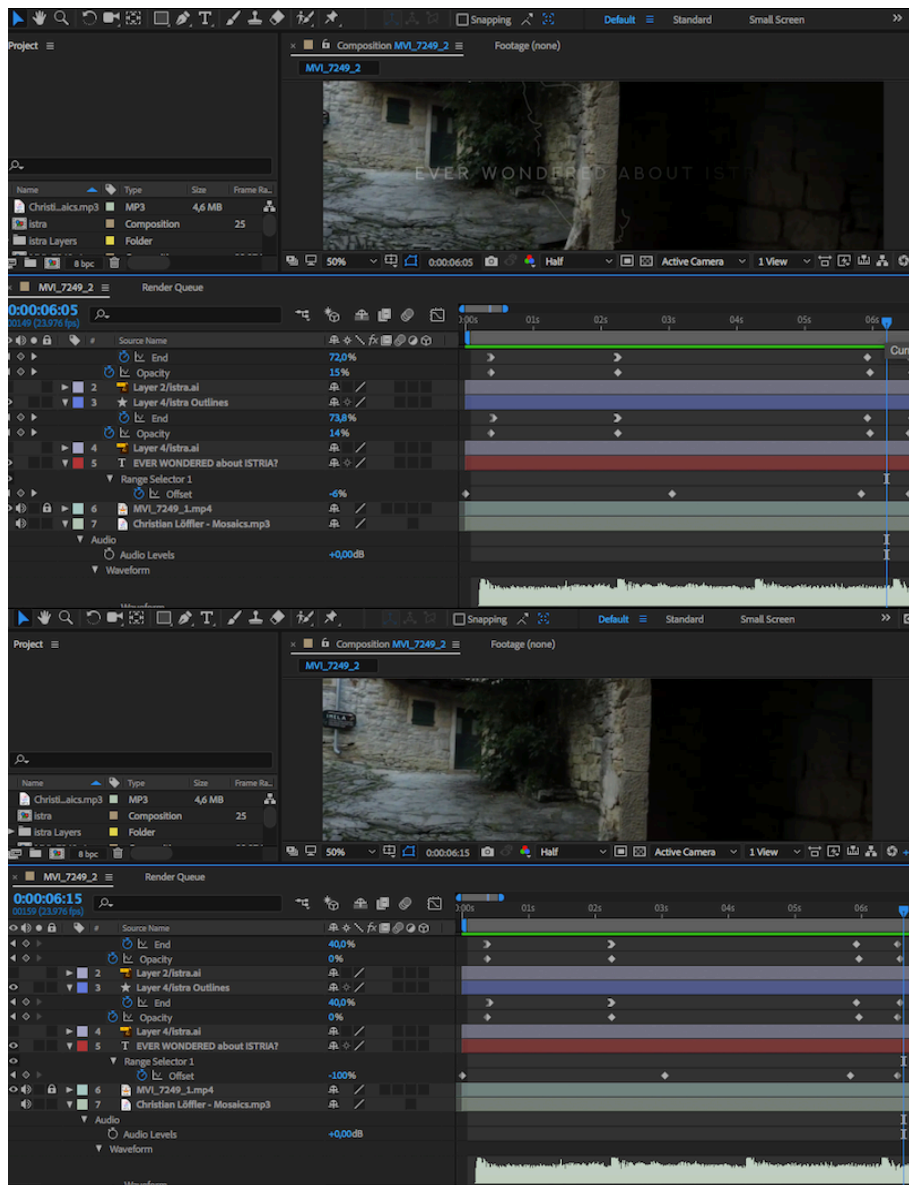 Snapping Default Standard Small Screen
Project Composition MVI_7249_2 Footage (none)
MVI_7249_2
EVER WONDERED ABOUT ISTR
Name Type Size Frame Ra..
Christi...aics.mp3 MP3 4,6 MB
istra Composition 25
istra Layers Folder
8 bpc 50% 0:00:06:05 Half Active Camera 1 View
MVI_7249_2 Render Queue
0:00:06:05
00149 (23.976 fps)
# Source Name
):00s 01s 02s 03s 04s 05s 06s
End 72,0% Cur
Opacity 15%
2 Layer 2/istra.ai
3 Layer 4/istra Outlines
End 73,8%
Opacity 14%
4 Layer 4/istra.ai
5 T EVER WONDERED about ISTRIA?
Range Selector 1
Offset -6%
6 MVI_7249_1.mp4
7 Christian Löffler - Mosaics.mp3
Audio
Audio Levels +0,00dB
Waveform
Snapping Default Standard Small Screen
Project Composition MVI_7249_2 Footage (none)
MVI_7249_2
Name Type Size Frame Ra..
Christi...aics.mp3 MP3 4,6 MB
istra Composition 25
istra Layers Folder
8 bpc 50% 0:00:06:15 Half Active Camera 1 View
MVI_7249_2 Render Queue
0:00:06:15
00159 (23.976 fps)
# Source Name
):00s 01s 02s 03s 04s 05s 06s
End 40,0%
Opacity 0%
2 Layer 2/istra.ai
3 Layer 4/istra Outlines
End 40,0%
Opacity 0%
4 Layer 4/istra.ai
5 T EVER WONDERED about ISTRIA?
Range Selector 1
Offset -100%
6 MVI_7249_1.mp4
7 Christian Löffler - Mosaics.mp3
Audio
Audio Levels +0,00dB
Waveform